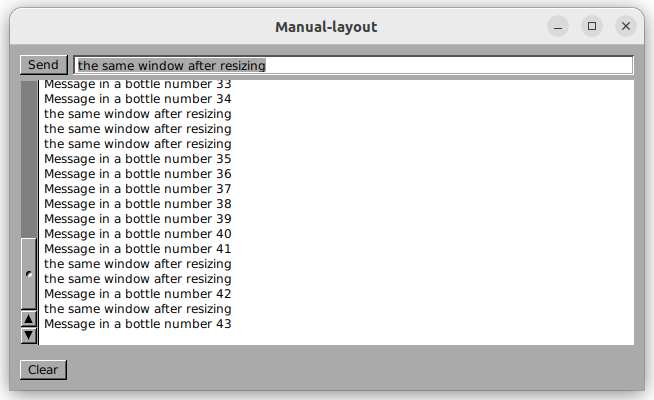 Manual-layout
Send the same window after resizing
Message in a bottle number 33
Message in a bottle number 34
the same window after resizing
the same window after resizing
the same window after resizing
Message in a bottle number 35
Message in a bottle number 36
Message in a bottle number 37
Message in a bottle number 38
Message in a bottle number 39
Message in a bottle number 40
Message in a bottle number 41
the same window after resizing
the same window after resizing
Message in a bottle number 42
the same window after resizing
Message in a bottle number 43
Clear